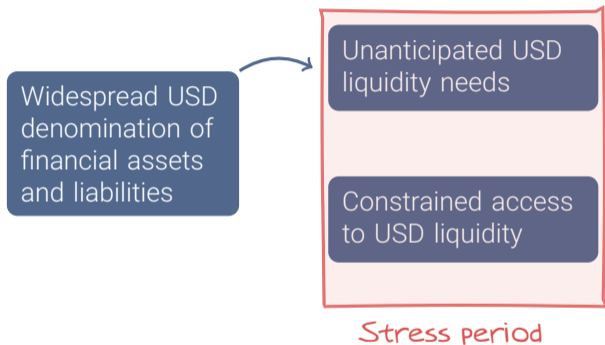 Widespread USD
denomination of
financial assets
and liabilities
Unanticipated USD
liquidity needs
Constrained access
to USD liquidity
Stress period